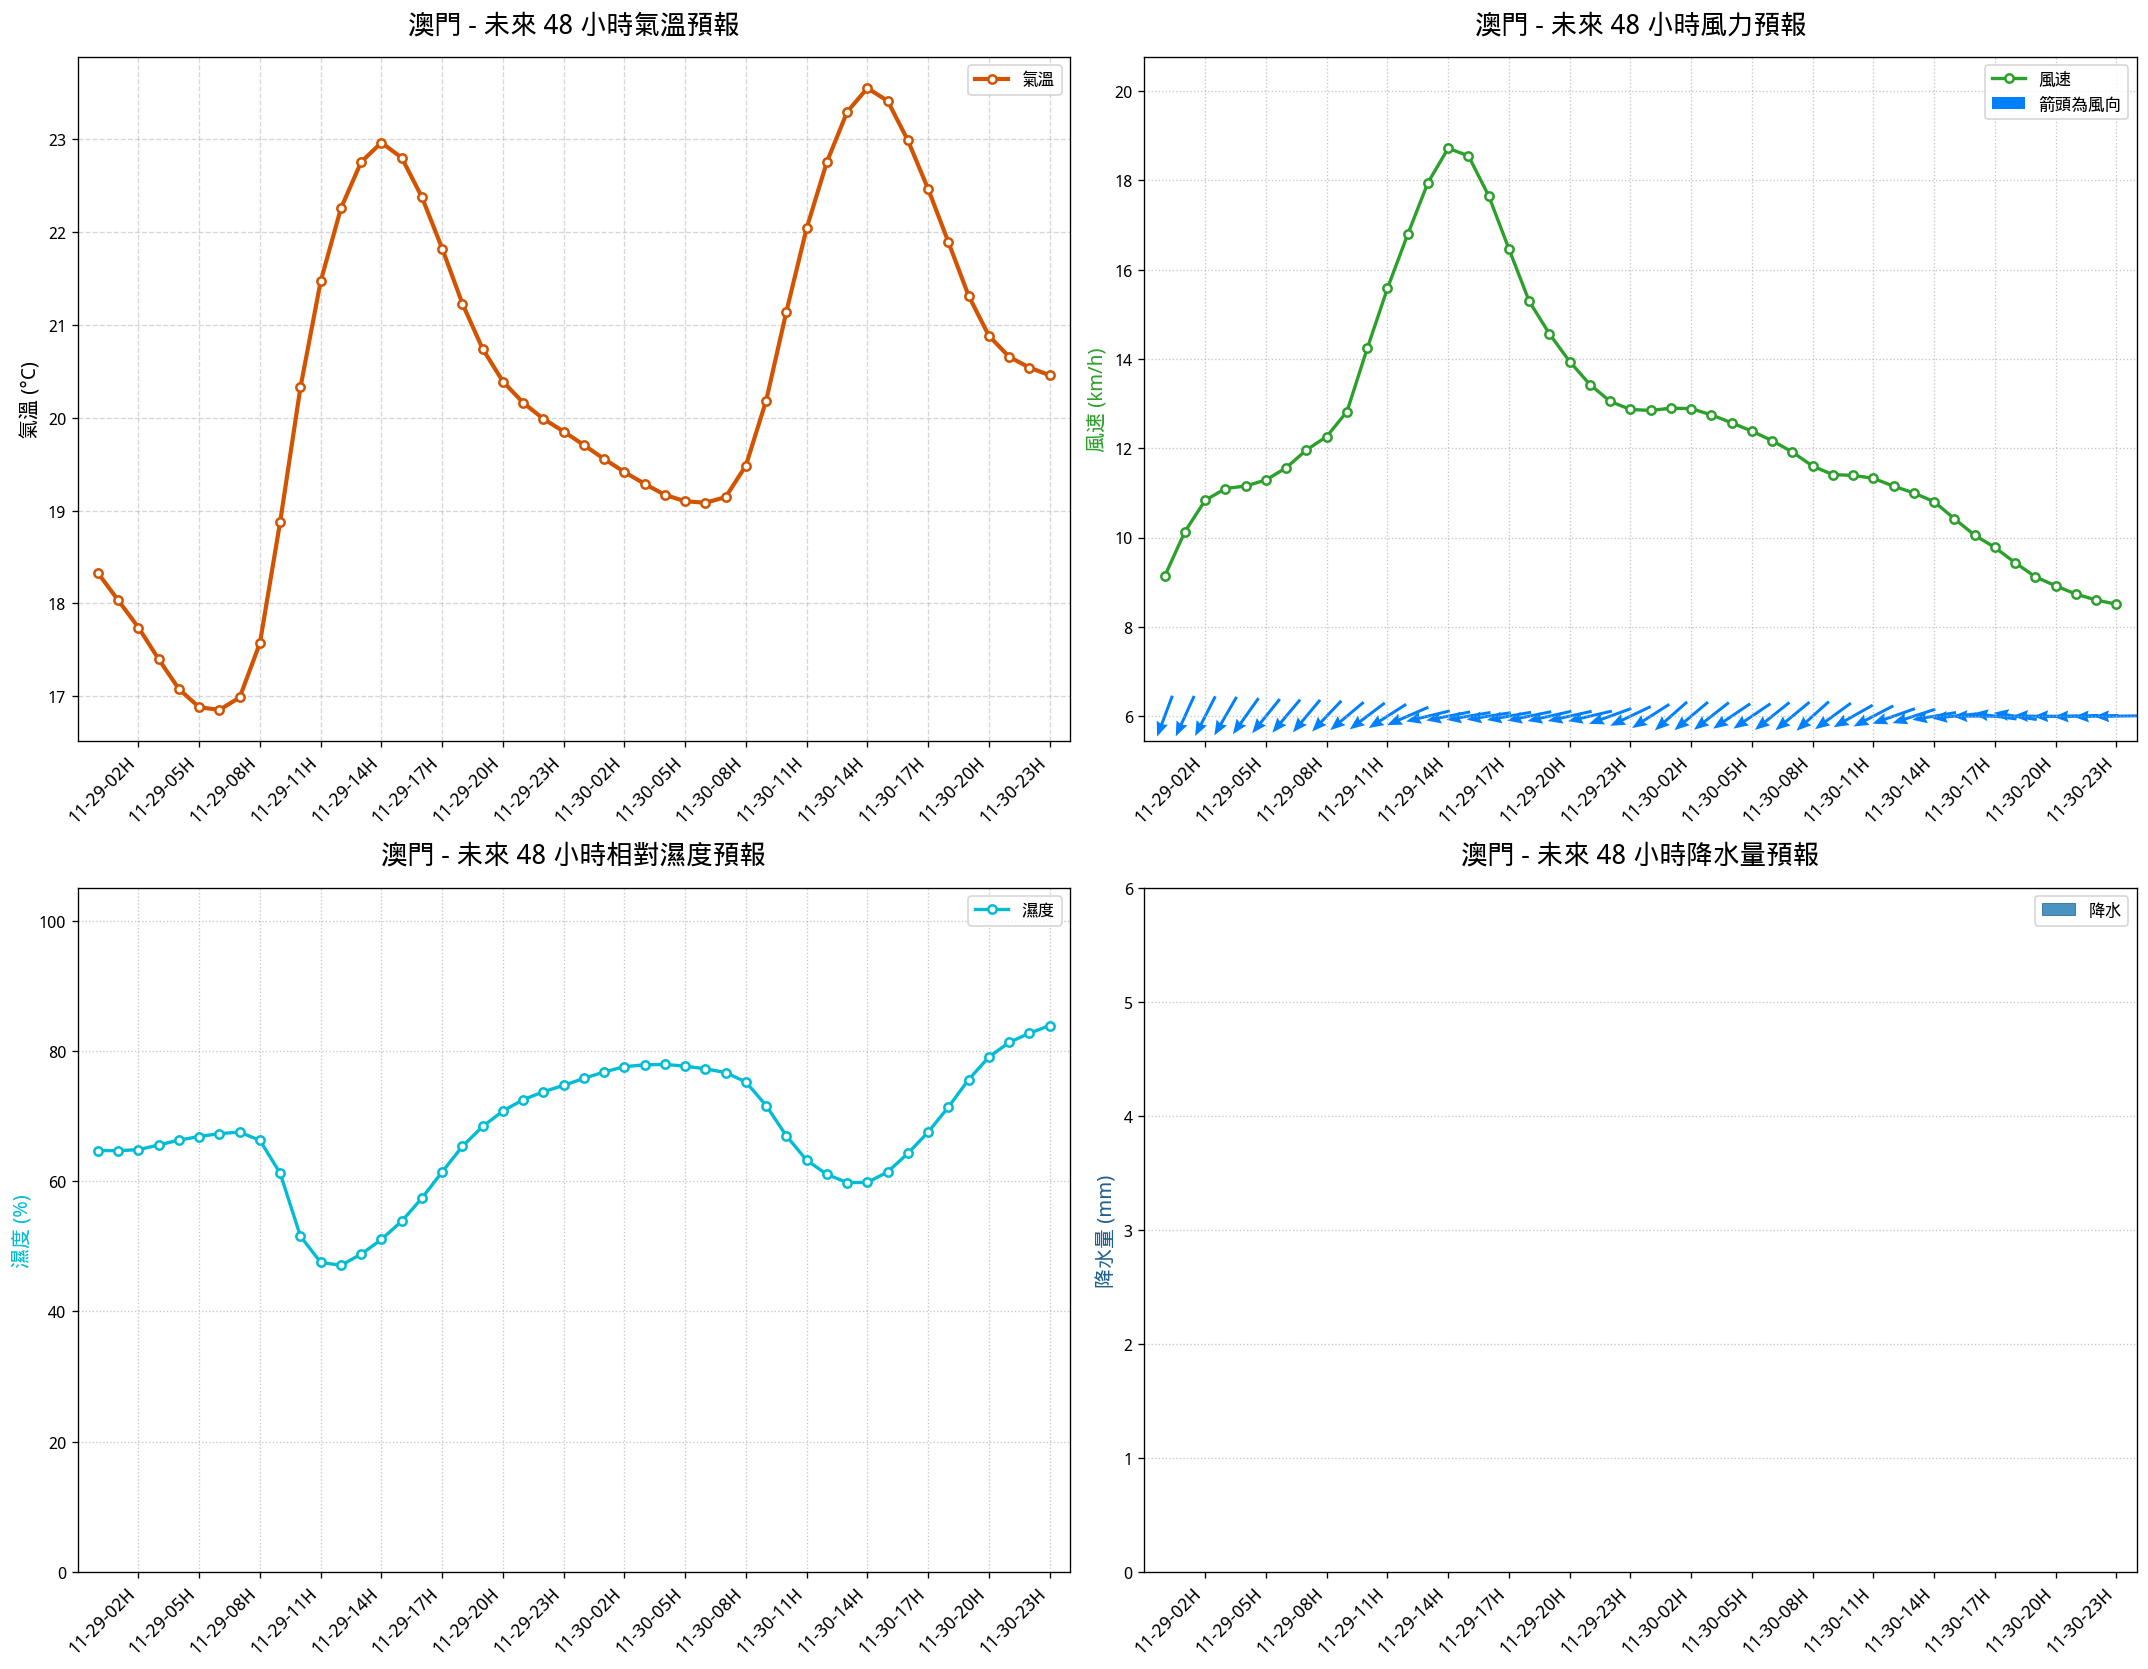 澳門 - 未來 48 小時氣溫預報
氣溫
氣溫 (°C)
23
22
21
20
19
18
17
11-29-02H
11-29-05H
11-29-08H
11-29-11H
11-29-14H
11-29-17H
11-29-20H
11-29-23H
11-30-02H
11-30-05H
11-30-08H
11-30-11H
11-30-14H
11-30-17H
11-30-20H
11-30-23H
澳門 - 未來 48 小時風力預報
風速
箭頭為風向
風速 (km/h)
20
18
16
14
12
10
8
6
11-29-02H
11-29-05H
11-29-08H
11-29-11H
11-29-14H
11-29-17H
11-29-20H
11-29-23H
11-30-02H
11-30-05H
11-30-08H
11-30-11H
11-30-14H
11-30-17H
11-30-20H
11-30-23H
澳門 - 未來 48 小時相對濕度預報
濕度
濕度 (%)
100
80
60
40
20
0
11-29-02H
11-29-05H
11-29-08H
11-29-11H
11-29-14H
11-29-17H
11-29-20H
11-29-23H
11-30-02H
11-30-05H
11-30-08H
11-30-11H
11-30-14H
11-30-17H
11-30-20H
11-30-23H
澳門 - 未來 48 小時降水量預報
降水
降水量 (mm)
6
5
4
3
2
1
0
11-29-02H
11-29-05H
11-29-08H
11-29-11H
11-29-14H
11-29-17H
11-29-20H
11-29-23H
11-30-02H
11-30-05H
11-30-08H
11-30-11H
11-30-14H
11-30-17H
11-30-20H
11-30-23H